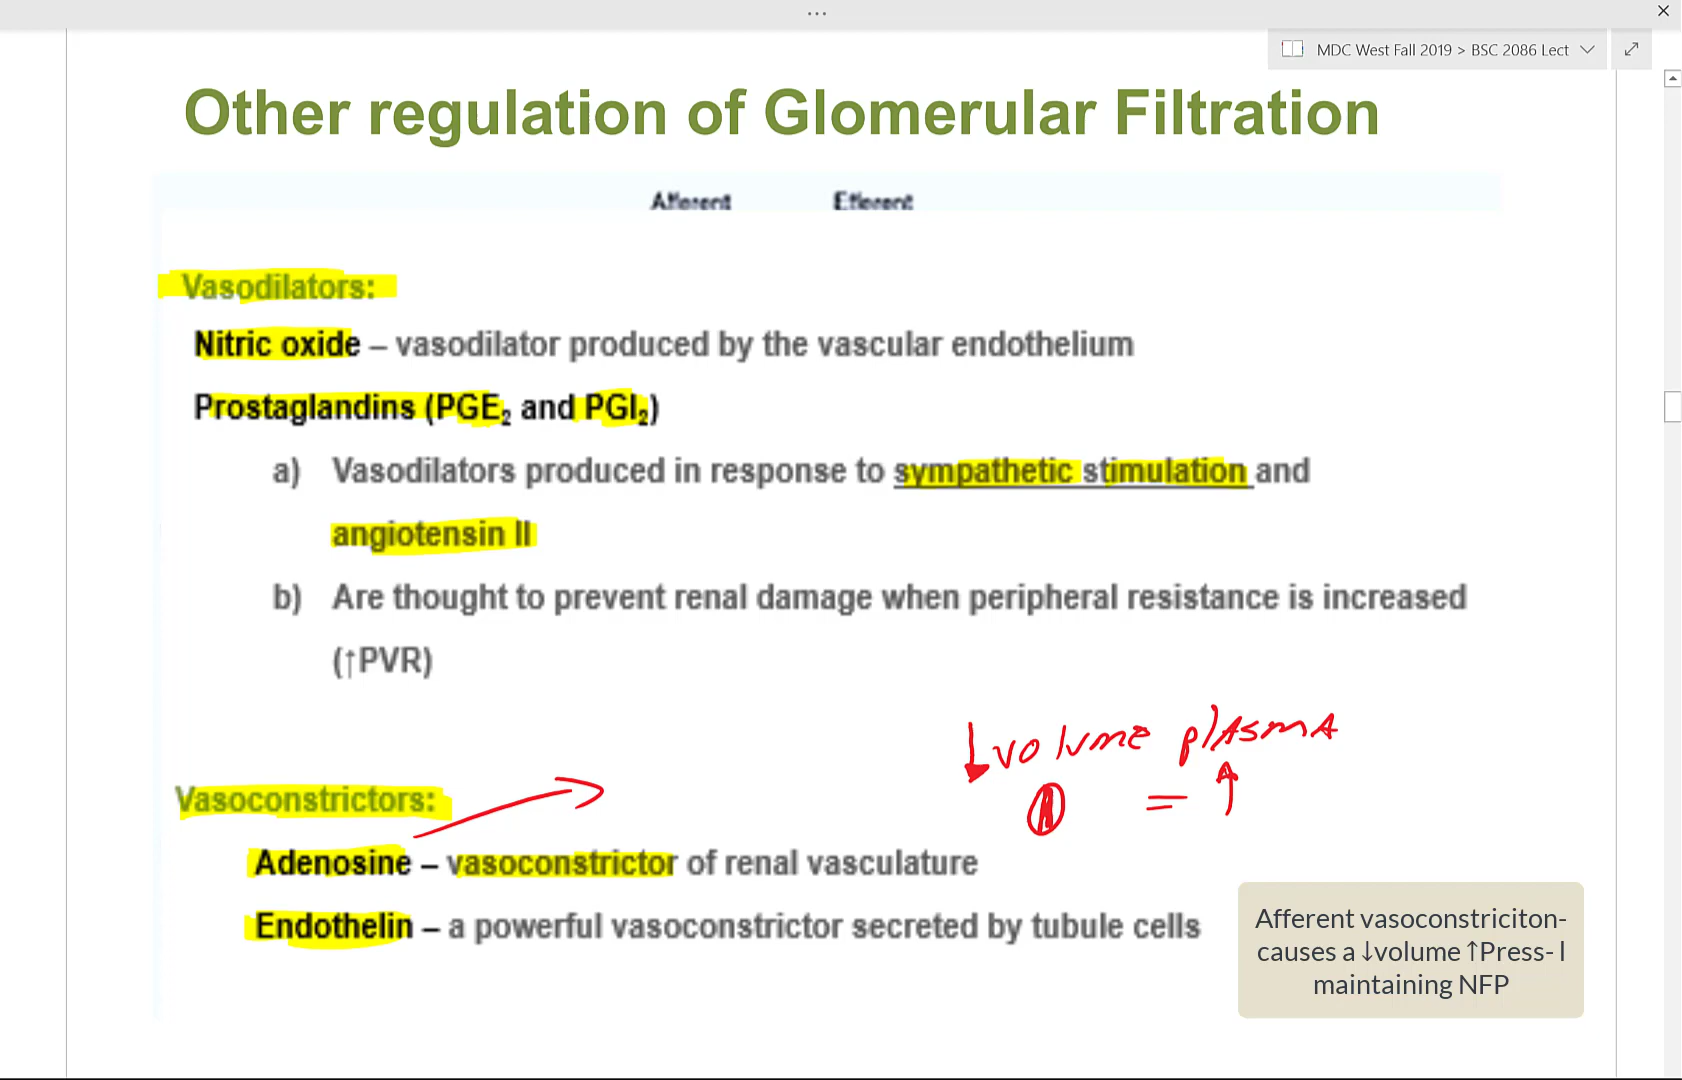 ...
MDC West Fall 2019 > BSC 2086 Lect
Other regulation of Glomerular Filtration
Afferent Efferent
Vasodilators:
Nitric oxide – vasodilator produced by the vascular endothelium
Prostaglandins (PGE₂ and PGI₂)
a) Vasodilators produced in response to sympathetic stimulation and
angiotensin II
b) Are thought to prevent renal damage when peripheral resistance is increased
(↑PVR)
↓volume plAsmA
= ↑
Vasoconstrictors:
Adenosine – vasoconstrictor of renal vasculature
Endothelin – a powerful vasoconstrictor secreted by tubule cells
Afferent vasoconstriciton-
causes a ↓volume ↑Press- l
maintaining NFP